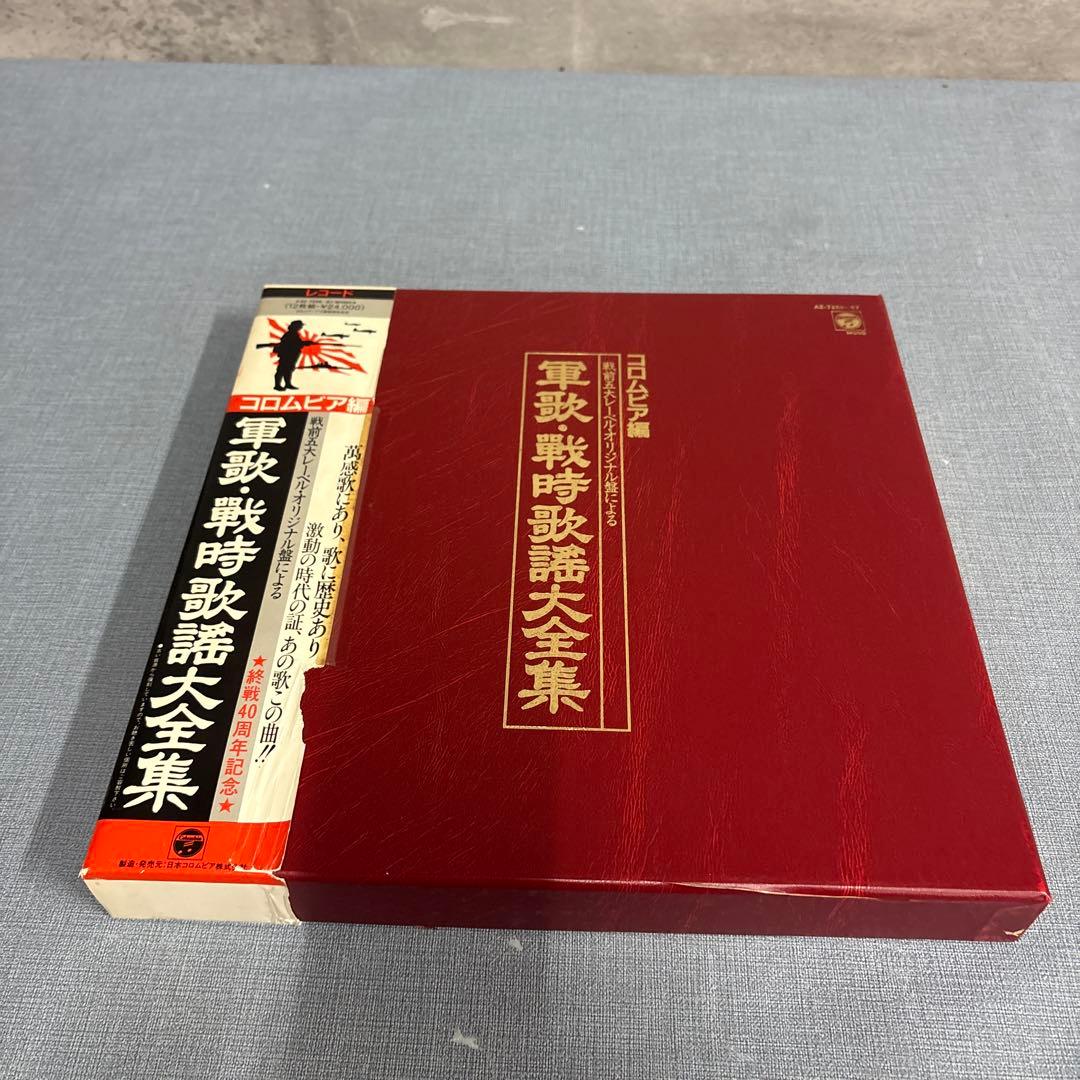 レコード
(12枚組・¥24,000)
コロムビア編
軍歌・戰時歌謡大全集
戦前五大レーベル・オリジナル盤による
萬感歌にあり、歌に歴史あり
激動の時代の証、あの歌この曲!!
★終戦40周年記念★
製造・発売元:日本コロムビア株式会社
コロムビア編
戦前五大レーベル・オリジナル盤による
軍歌・戰時歌謡大全集